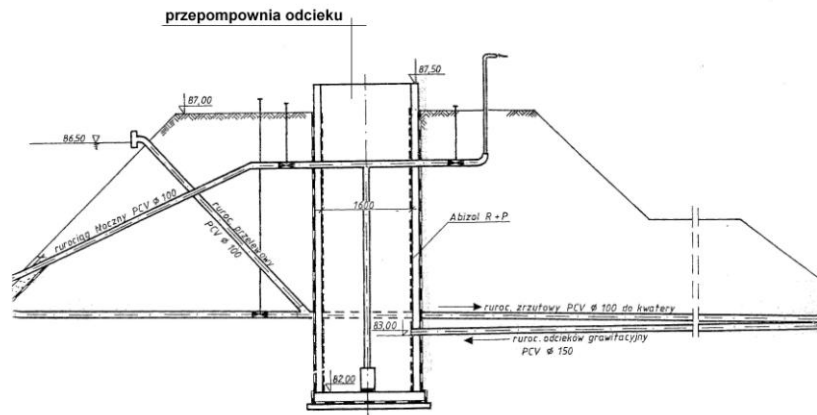 przepompownia odcieku
87,50
87,00
86,50
rurociąg tłoczny PCV ø 100
ruroc. przelewowy
PCV ø 100
1600
Abizol R+P
ruroc. zrzutowy PCV ø 100 do kwatery
83,00
ruroc. odcieków grawitacyjny
PCV ø 150
82,00